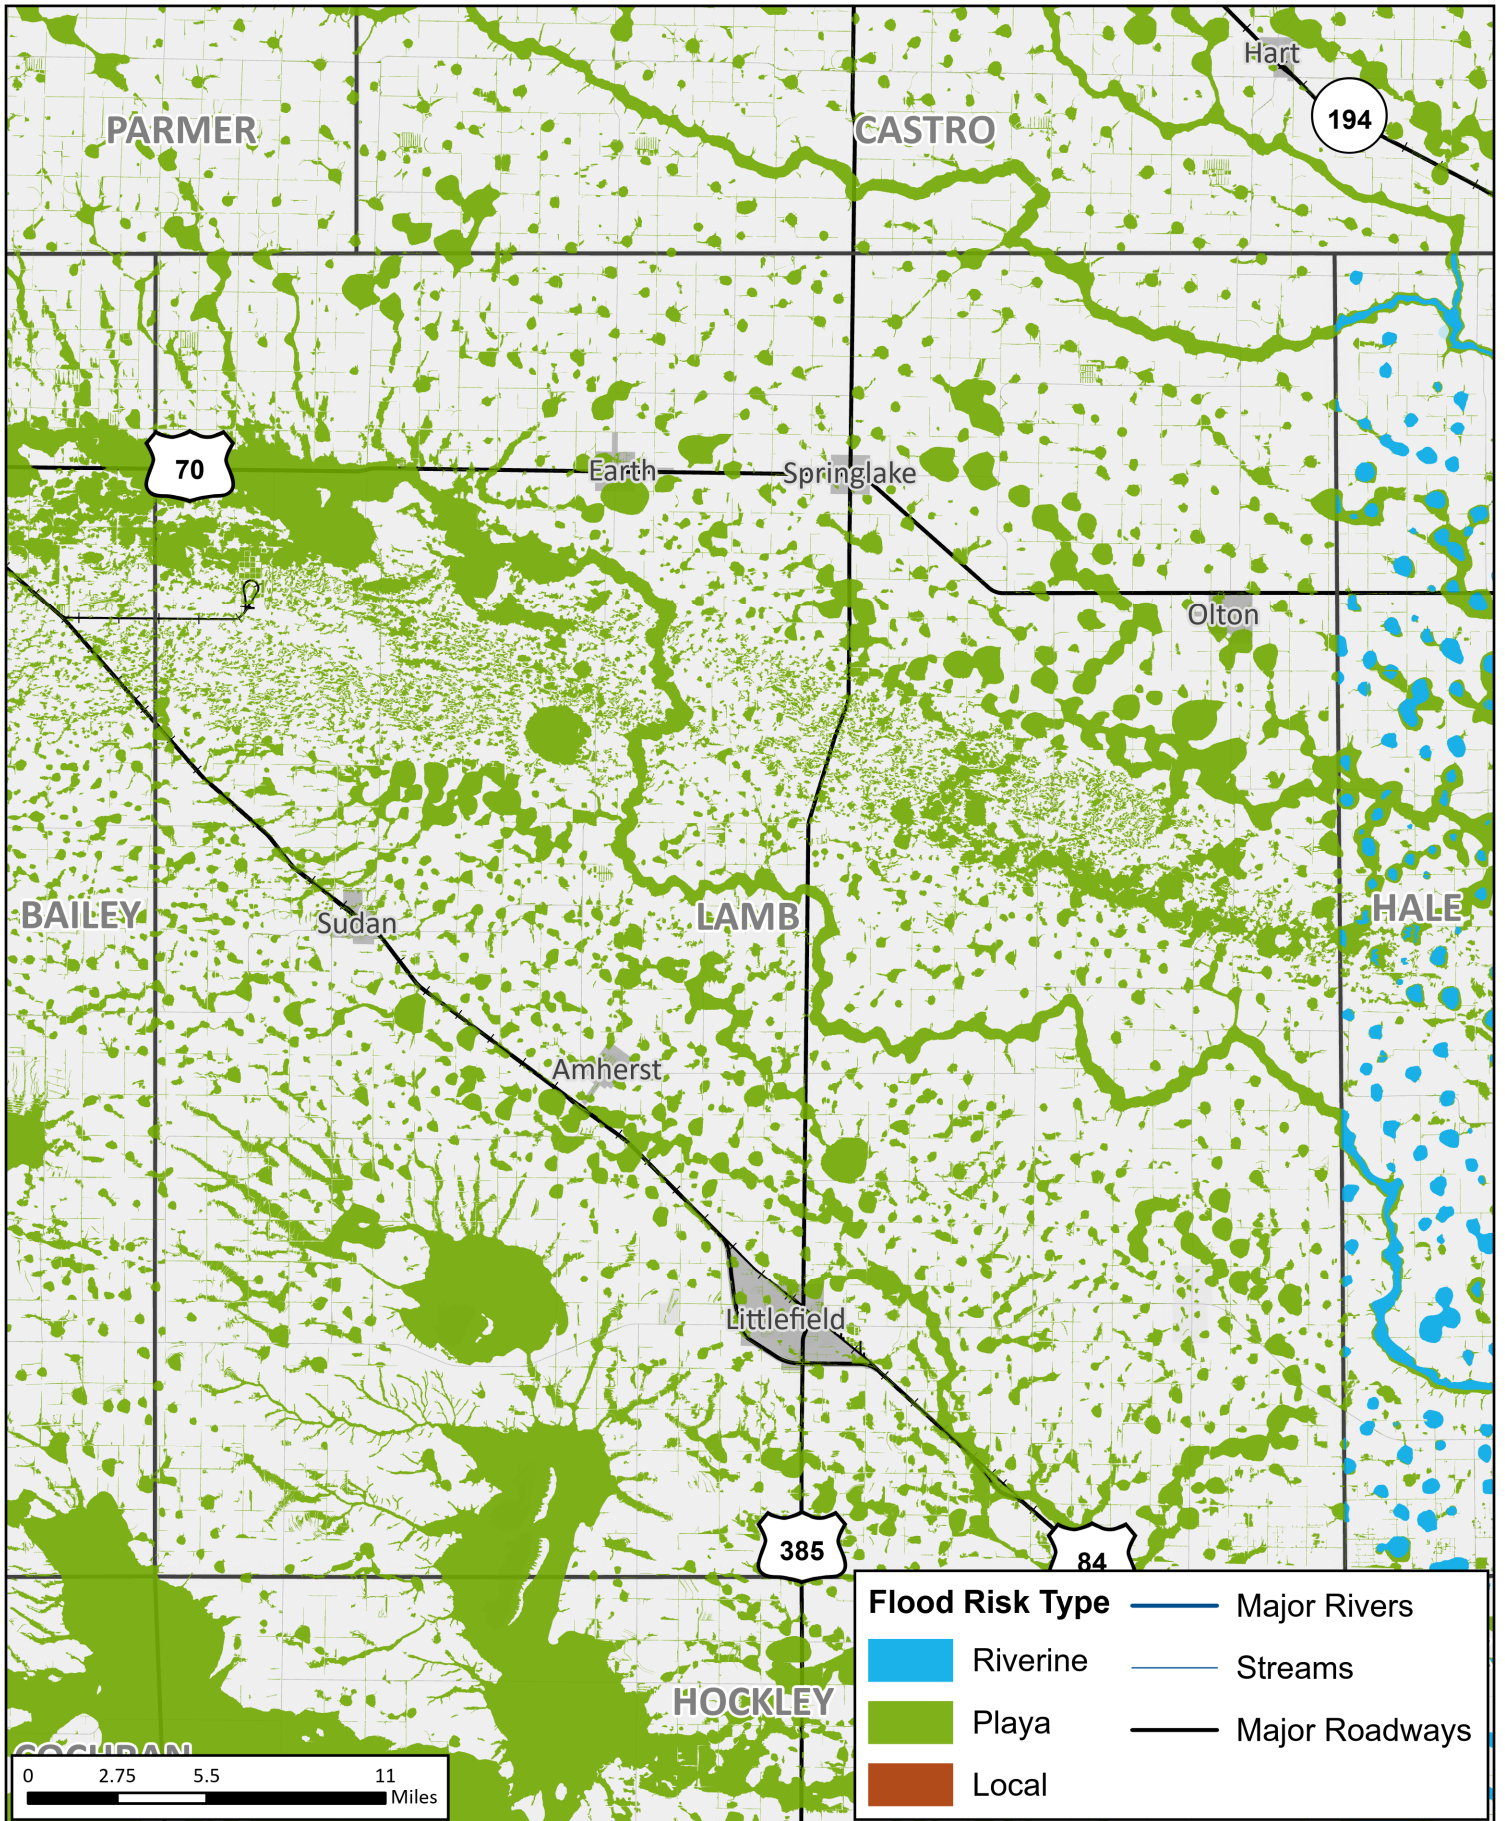 Hart
194
PARMER
CASTRO
70
Earth
Springlake
Olton
BAILEY
Sudan
LAMB
HALE
Amherst
Littlefield
385
84
HOCKLEY
COCHRAN
0 2.75 5.5 11
Miles
Flood Risk Type
Riverine
Playa
Local
Major Rivers
Streams
Major Roadways